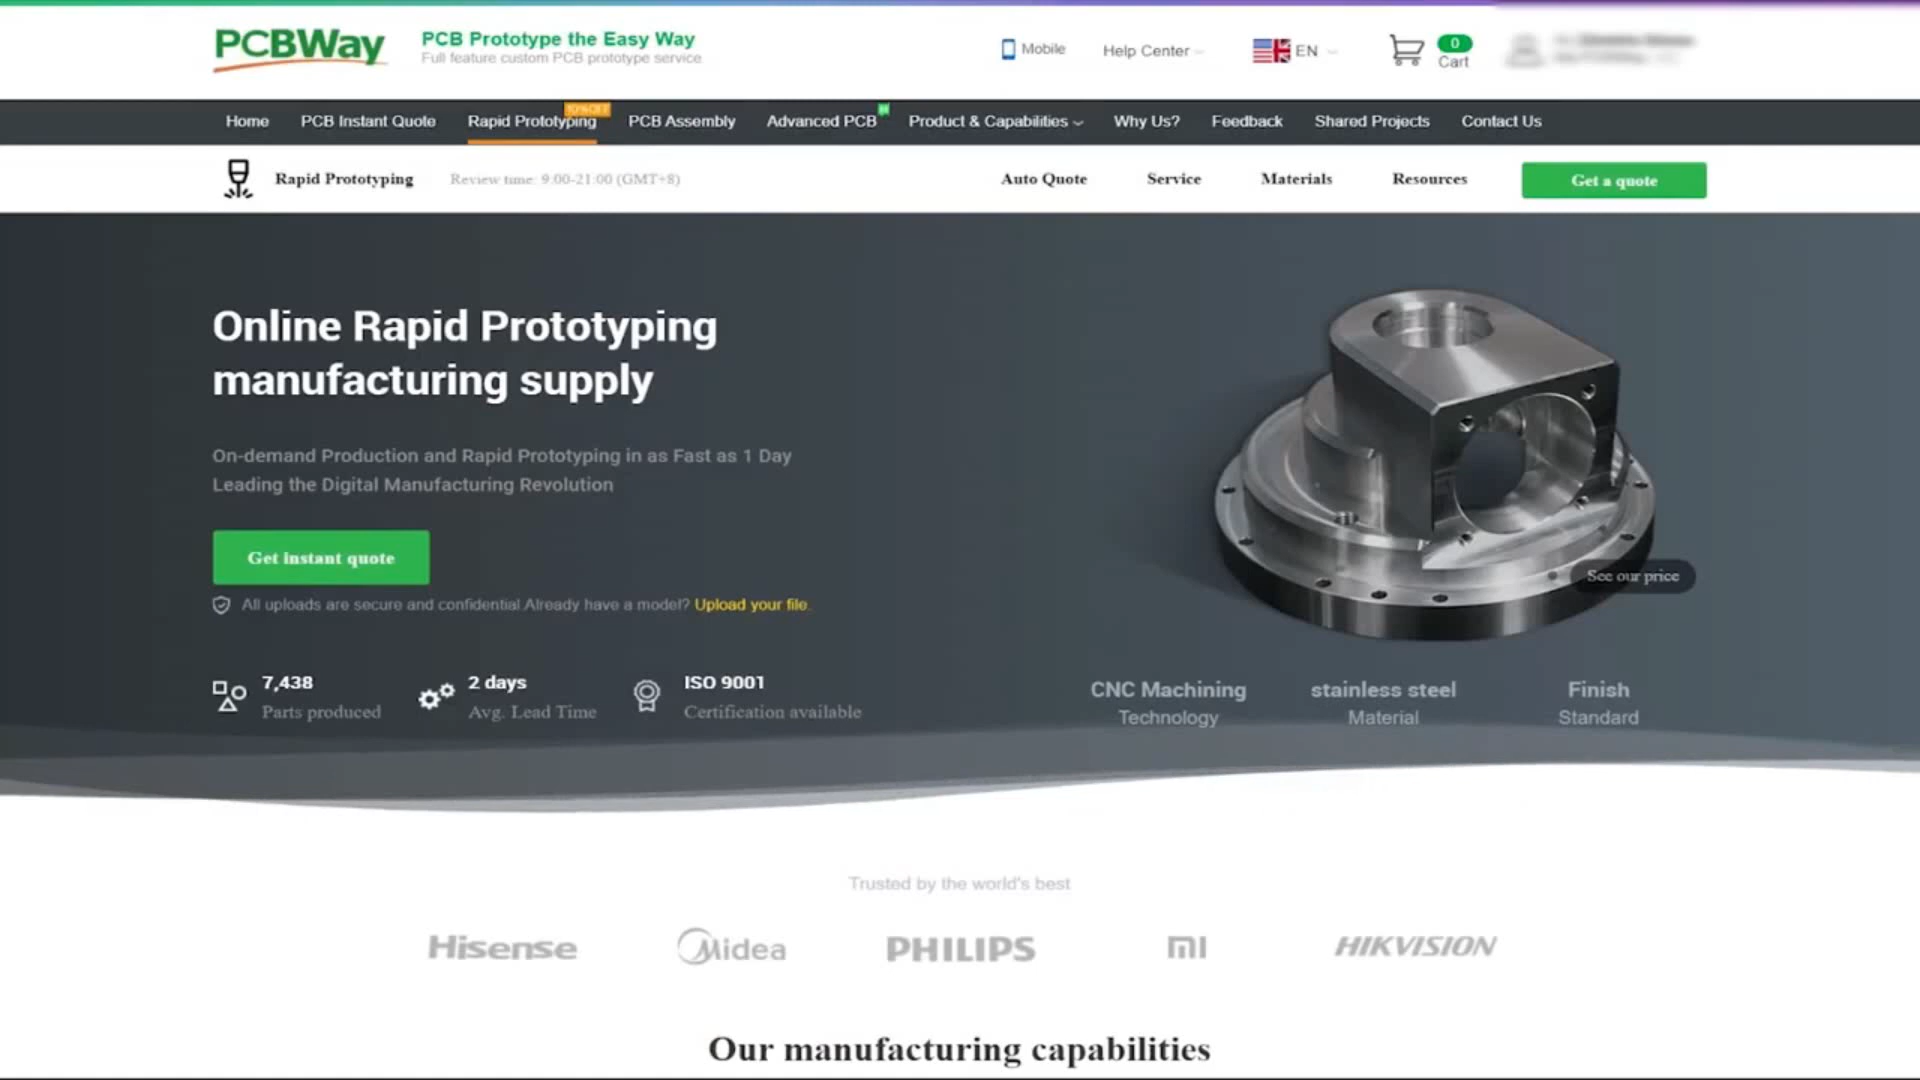 PCBWay
PCB Prototype the Easy Way
Full feature custom PCB prototype service
Mobile
Help Center
EN
0
Cart
Home
PCB Instant Quote
Rapid Prototyping
10%OFF
PCB Assembly
Advanced PCB
Product & Capabilities
Why Us?
Feedback
Shared Projects
Contact Us
Rapid Prototyping
Review time: 9:00-21:00 (GMT+8)
Auto Quote
Service
Materials
Resources
Get a quote
Online Rapid Prototyping
manufacturing supply
On-demand Production and Rapid Prototyping in as Fast as 1 Day
Leading the Digital Manufacturing Revolution
Get instant quote
All uploads are secure and confidential.Already have a model? Upload your file.
See our price
7,438
Parts produced
2 days
Avg. Lead Time
ISO 9001
Certification available
CNC Machining
Technology
stainless steel
Material
Finish
Standard
Trusted by the world's best
Hisense
Midea
PHILIPS
mi
HIKVISION
Our manufacturing capabilities